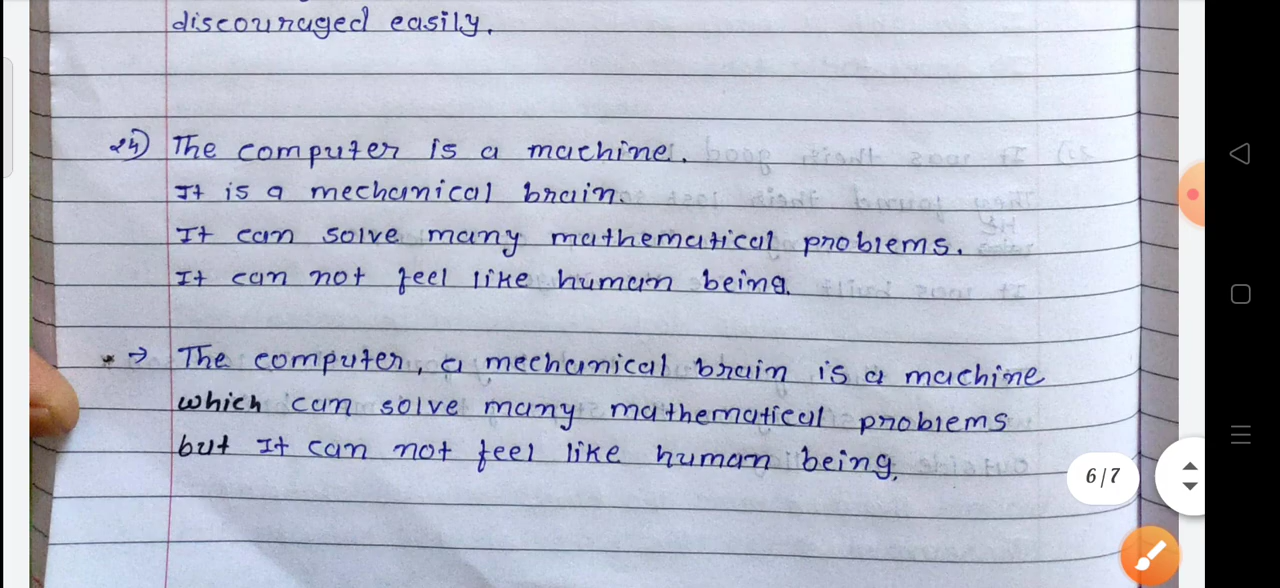 discouraged easily.
24) The computer is a machine.
It is a mechanical brain.
It can solve many mathematical problems.
It can not feel like human being.
* → The computer, a mechanical brain is a machine
which can solve many mathematical problems
but It can not feel like human being.
6/7